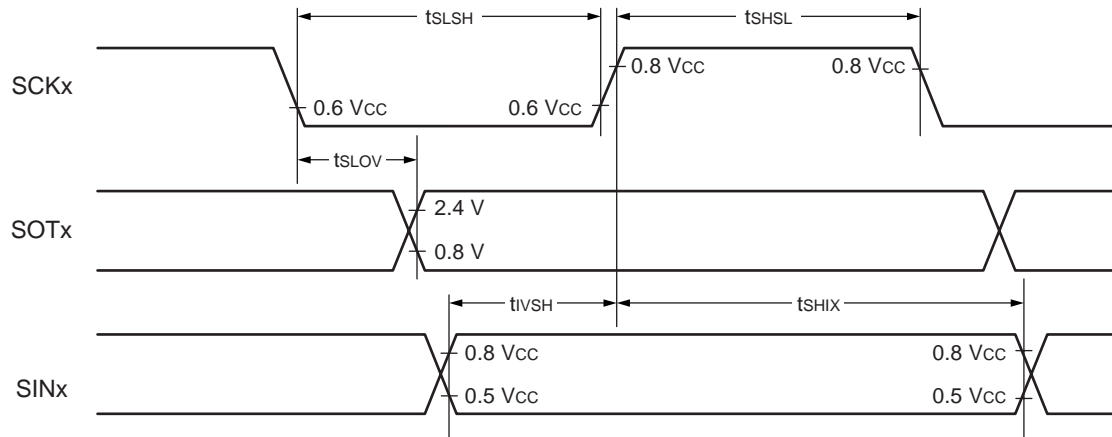 tSLSH
tSHSL
SCKx
0.6 VCC
0.6 VCC
0.8 VCC
0.8 VCC
tSLOV
SOTx
2.4 V
0.8 V
tIVSH
tSHIX
SINx
0.8 VCC
0.5 VCC
0.8 VCC
0.5 VCC